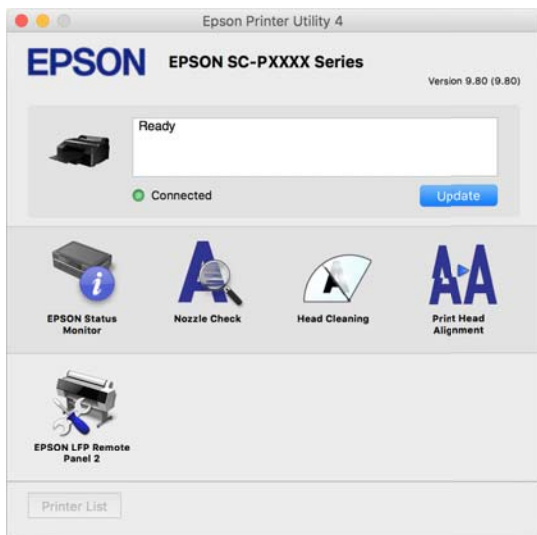 Epson Printer Utility 4
EPSON
EPSON SC-PXXXX Series
Version 9.80 (9.80)
Ready
Connected
Update
EPSON Status
Monitor
Nozzle Check
Head Cleaning
Print Head
Alignment
EPSON LFP Remote
Panel 2
Printer List